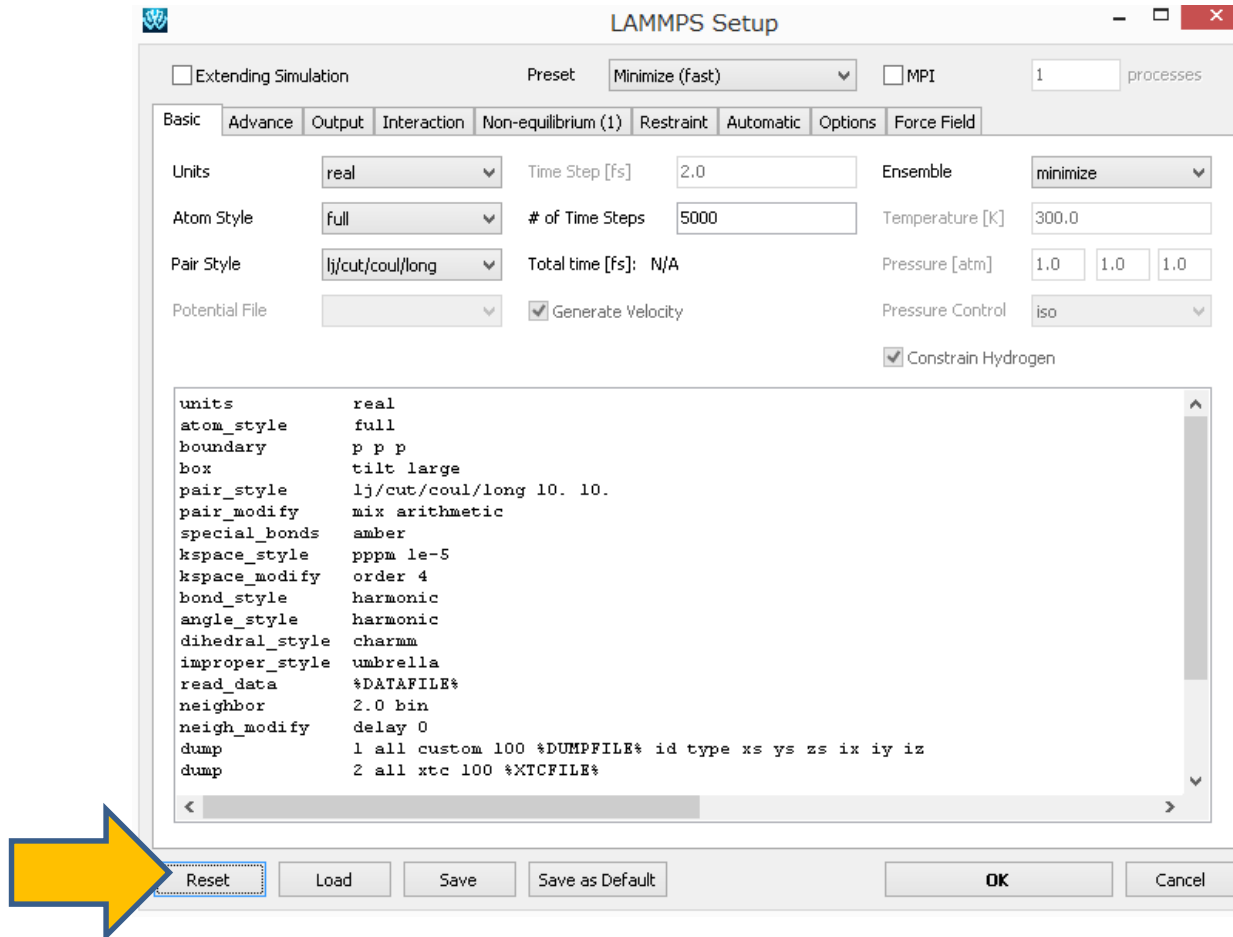 LAMMPS Setup
Extending Simulation Preset Minimize (fast) MPI 1 processes
Basic Advance Output Interaction Non-equilibrium (1) Restraint Automatic Options Force Field
Units real Time Step [fs] 2.0 Ensemble minimize
Atom Style full # of Time Steps 5000 Temperature [K] 300.0
Pair Style lj/cut/coul/long Total time [fs]: N/A Pressure [atm] 1.0 1.0 1.0
Potential File Generate Velocity Pressure Control iso
Constrain Hydrogen
units real
atom_style full
boundary p p p
box tilt large
pair_style lj/cut/coul/long 10. 10.
pair_modify mix arithmetic
special_bonds amber
kspace_style pppm 1e-5
kspace_modify order 4
bond_style harmonic
angle_style harmonic
dihedral_style charmm
improper_style umbrella
read_data %DATAFILE%
neighbor 2.0 bin
neigh_modify delay 0
dump 1 all custom 100 %DUMPFILE% id type xs ys zs ix iy iz
dump 2 all xtc 100 %XTCFILE%
Reset Load Save Save as Default OK Cancel